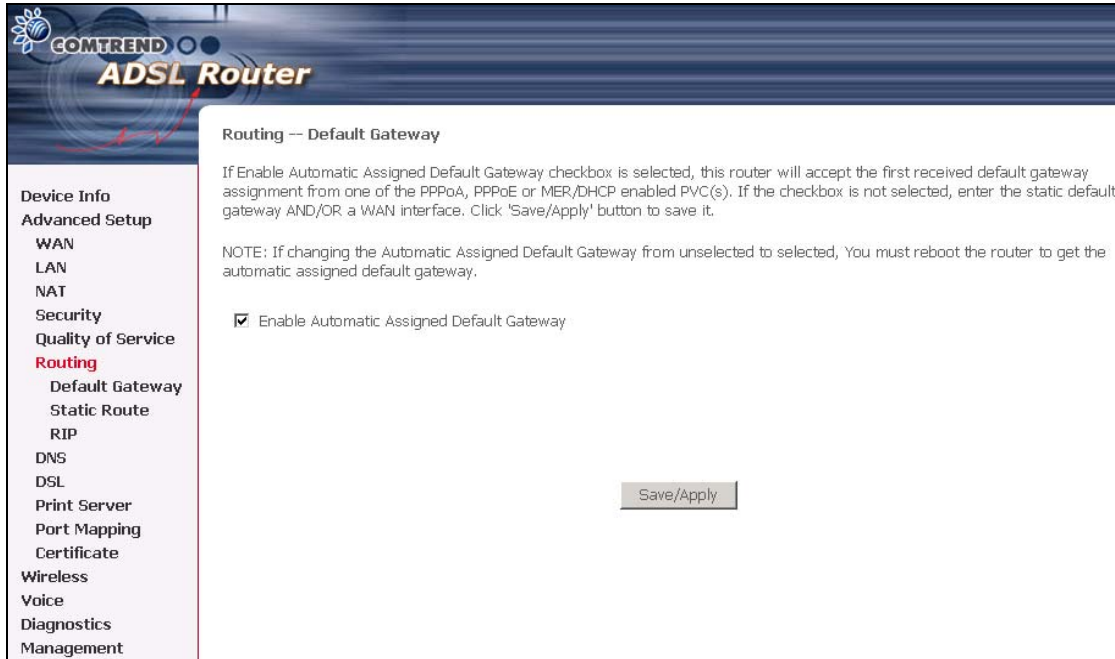 COMTREND
ADSL Router
Device Info
Advanced Setup
WAN
LAN
NAT
Security
Quality of Service
Routing
Default Gateway
Static Route
RIP
DNS
DSL
Print Server
Port Mapping
Certificate
Wireless
Voice
Diagnostics
Management
Routing -- Default Gateway
If Enable Automatic Assigned Default Gateway checkbox is selected, this router will accept the first received default gateway
assignment from one of the PPPoA, PPPoE or MER/DHCP enabled PVC(s). If the checkbox is not selected, enter the static default
gateway AND/OR a WAN interface. Click 'Save/Apply' button to save it.
NOTE: If changing the Automatic Assigned Default Gateway from unselected to selected, You must reboot the router to get the
automatic assigned default gateway.
Enable Automatic Assigned Default Gateway
Save/Apply